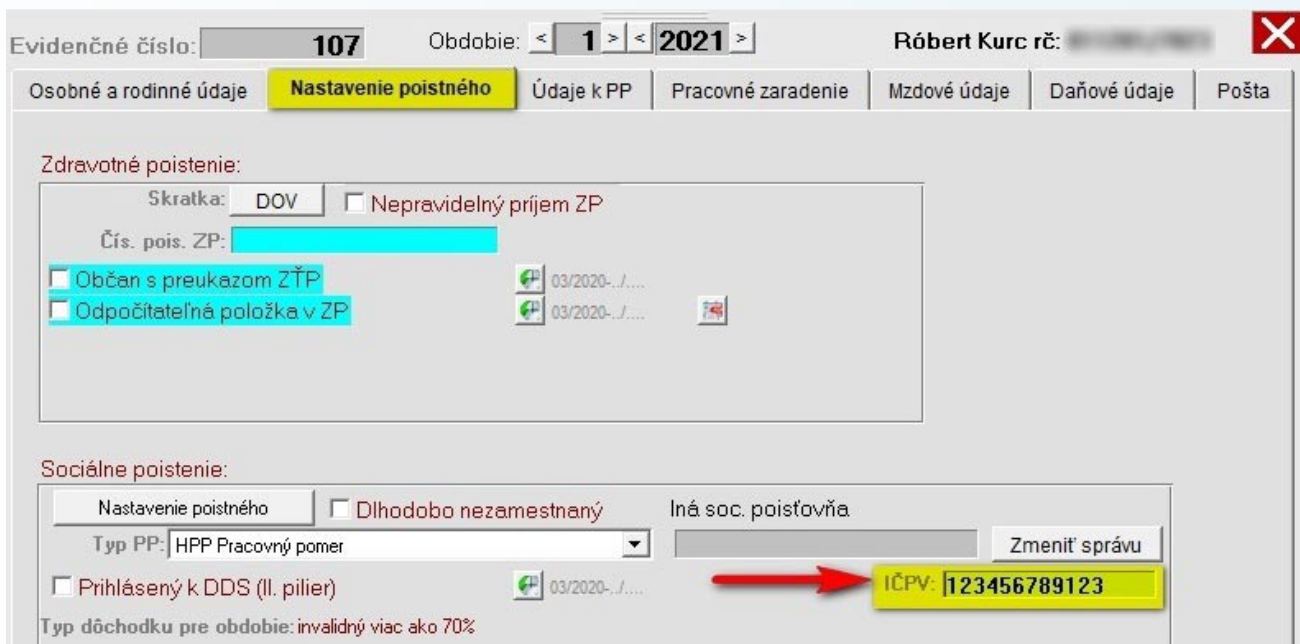 Evidenčné číslo: 107 Obdobie: < 1 > < 2021 > Róbert Kurc rč:
Osobné a rodinné údaje Nastavenie poistného Údaje k PP Pracovné zaradenie Mzdové údaje Daňové údaje Pošta
Zdravotné poistenie:
Skratka: DOV Nepravidelný príjem ZP
Čís. pois. ZP:
Občan s preukazom ZŤP 03/2020-../....
Odpočítateľná položka v ZP 03/2020-../....
Sociálne poistenie:
Nastavenie poistného Dlhodobo nezamestnaný Iná soc. poisťovňa
Typ PP: HPP Pracovný pomer Zmeniť správu
Prihlásený k DDS (II. pilier) 03/2020-../.... IČPV: 123456789123
Typ dôchodku pre obdobie: invalidný viac ako 70%